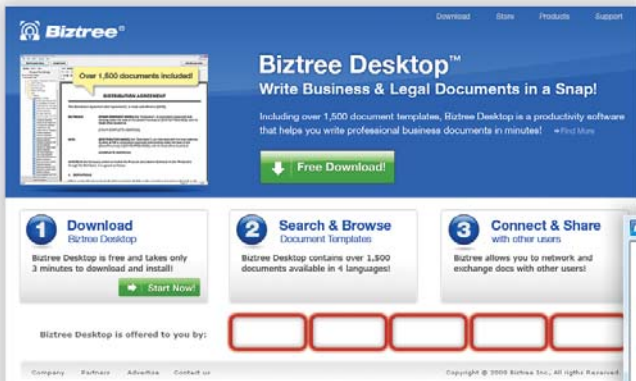 Download Store Products Support
Biztree®
Over 1,500 documents included!
DISTRIBUTION AGREEMENT
Biztree Desktop™
Write Business & Legal Documents in a Snap!
Including over 1,500 document templates, Biztree Desktop is a productivity software
that helps you write professional business documents in minutes! Find More
Free Download!
1 Download
Biztree Desktop
Biztree Desktop is free and takes only
3 minutes to download and install!
Start Now!
2 Search & Browse
Document Templates
Biztree Desktop contains over 1,500
documents available in 4 languages!
3 Connect & Share
with other users
Biztree allows you to network and
exchange docs with other users!
Biztree Desktop is offered to you by:
Company Partners Advertise Contact us
Copyright © 2009 Biztree Inc., All rigths Reserved